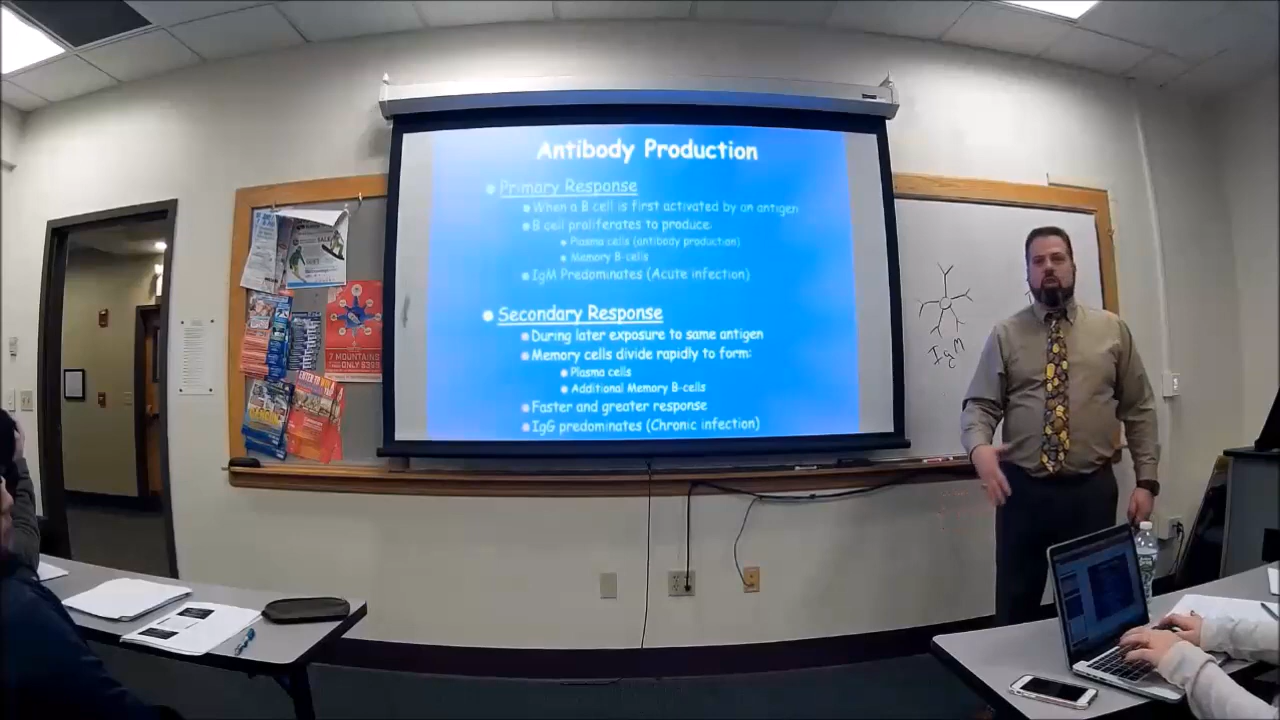 Antibody Production
Primary Response
When a B cell is first activated by an antigen
B cell proliferates to produce:
Plasma cells (antibody production)
Memory B-cells
IgM Predominates (Acute infection)
Secondary Response
During later exposure to same antigen
Memory cells divide rapidly to form:
Plasma cells
Additional Memory B-cells
Faster and greater response
IgG predominates (Chronic infection)
IgM
7 MOUNTAINS
ONLY